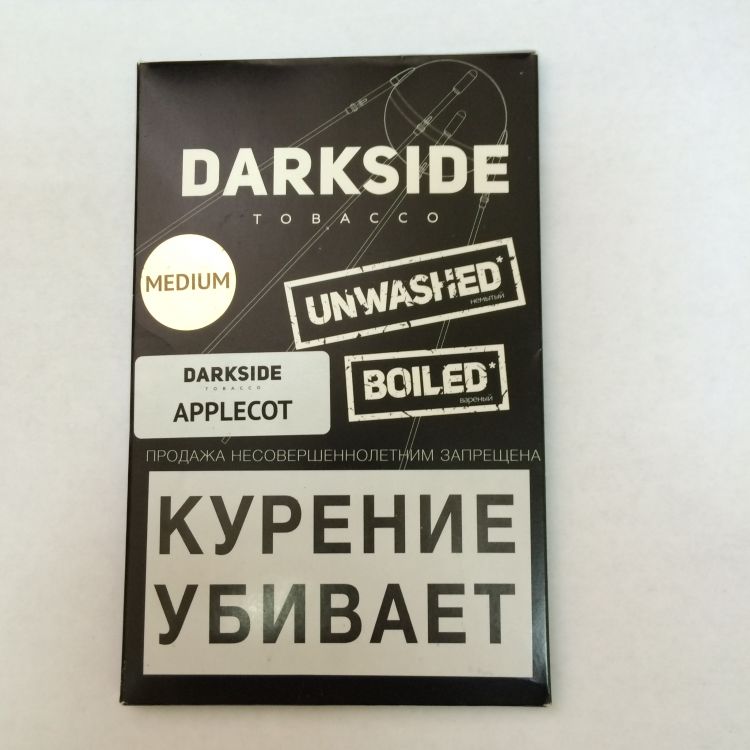 DARKSIDE
TOBACCO
MEDIUM
UNWASHED*
немытый
DARKSIDE
TOBACCO
APPLECOT
BOILED*
вареный
ПРОДАЖА НЕСОВЕРШЕННОЛЕТНИМ ЗАПРЕЩЕНА
КУРЕНИЕ
УБИВАЕТ